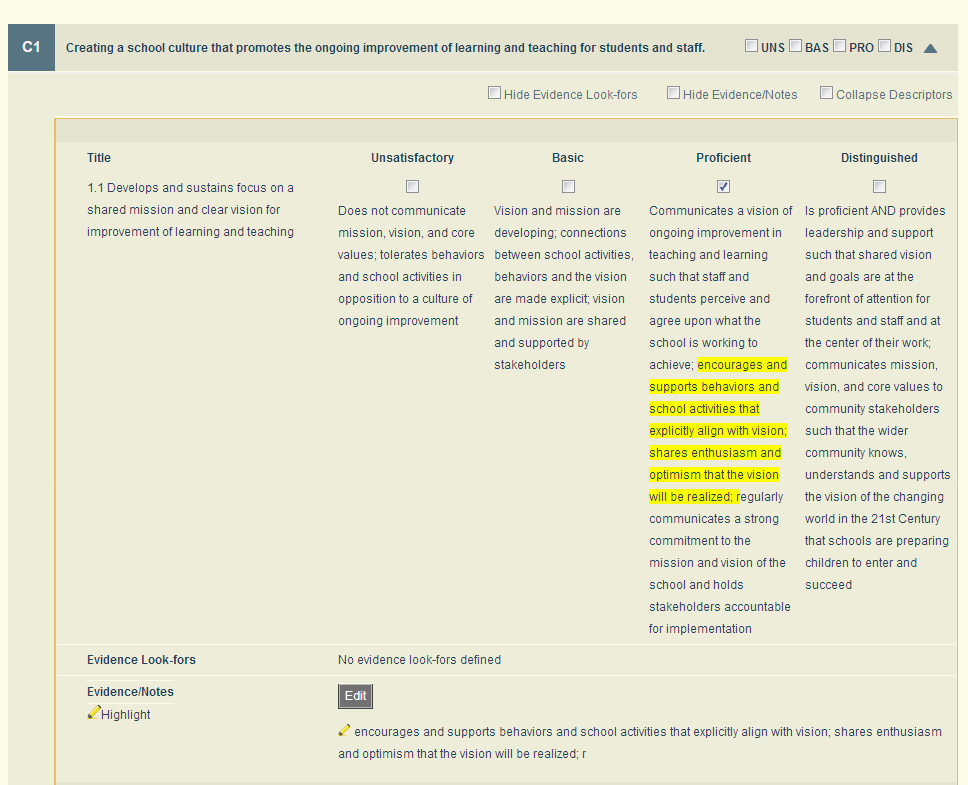 C1 Creating a school culture that promotes the ongoing improvement of learning and teaching for students and staff. UNS BAS PRO DIS
Hide Evidence Look-fors Hide Evidence/Notes Collapse Descriptors
Title Unsatisfactory Basic Proficient Distinguished
1.1 Develops and sustains focus on a
shared mission and clear vision for
improvement of learning and teaching
Does not communicate
mission, vision, and core
values; tolerates behaviors
and school activities in
opposition to a culture of
ongoing improvement
Vision and mission are
developing; connections
between school activities,
behaviors and the vision
are made explicit; vision
and mission are shared
and supported by
stakeholders
Communicates a vision of
ongoing improvement in
teaching and learning
such that staff and
students perceive and
agree upon what the
school is working to
achieve; encourages and
supports behaviors and
school activities that
explicitly align with vision;
shares enthusiasm and
optimism that the vision
will be realized; regularly
communicates a strong
commitment to the
mission and vision of the
school and holds
stakeholders accountable
for implementation
Is proficient AND provides
leadership and support
such that shared vision
and goals are at the
forefront of attention for
students and staff and at
the center of their work;
communicates mission,
vision, and core values to
community stakeholders
such that the wider
community knows,
understands and supports
the vision of the changing
world in the 21st Century
that schools are preparing
children to enter and
succeed
Evidence Look-fors No evidence look-fors defined
Evidence/Notes Edit
Highlight
encourages and supports behaviors and school activities that explicitly align with vision; shares enthusiasm
and optimism that the vision will be realized; r